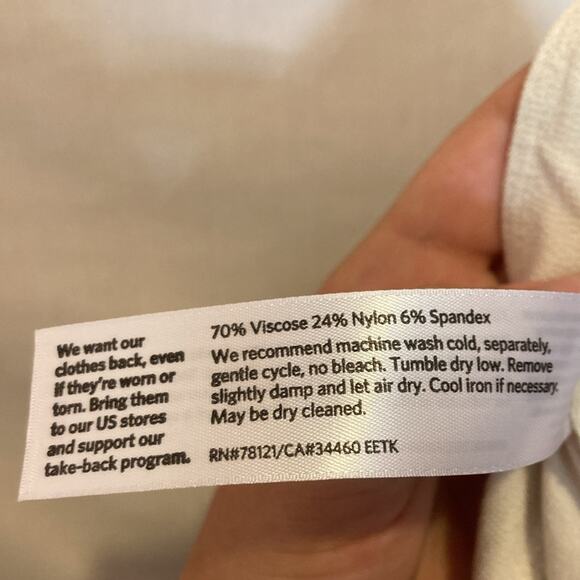 We want our
clothes back, even
if they're worn or
torn. Bring them
to our US stores
and support our
take-back program.
70% Viscose 24% Nylon 6% Spandex
We recommend machine wash cold, separately,
gentle cycle, no bleach. Tumble dry low. Remove
slightly damp and let air dry. Cool iron if necessary.
May be dry cleaned.
RN#78121/CA#34460 EETK